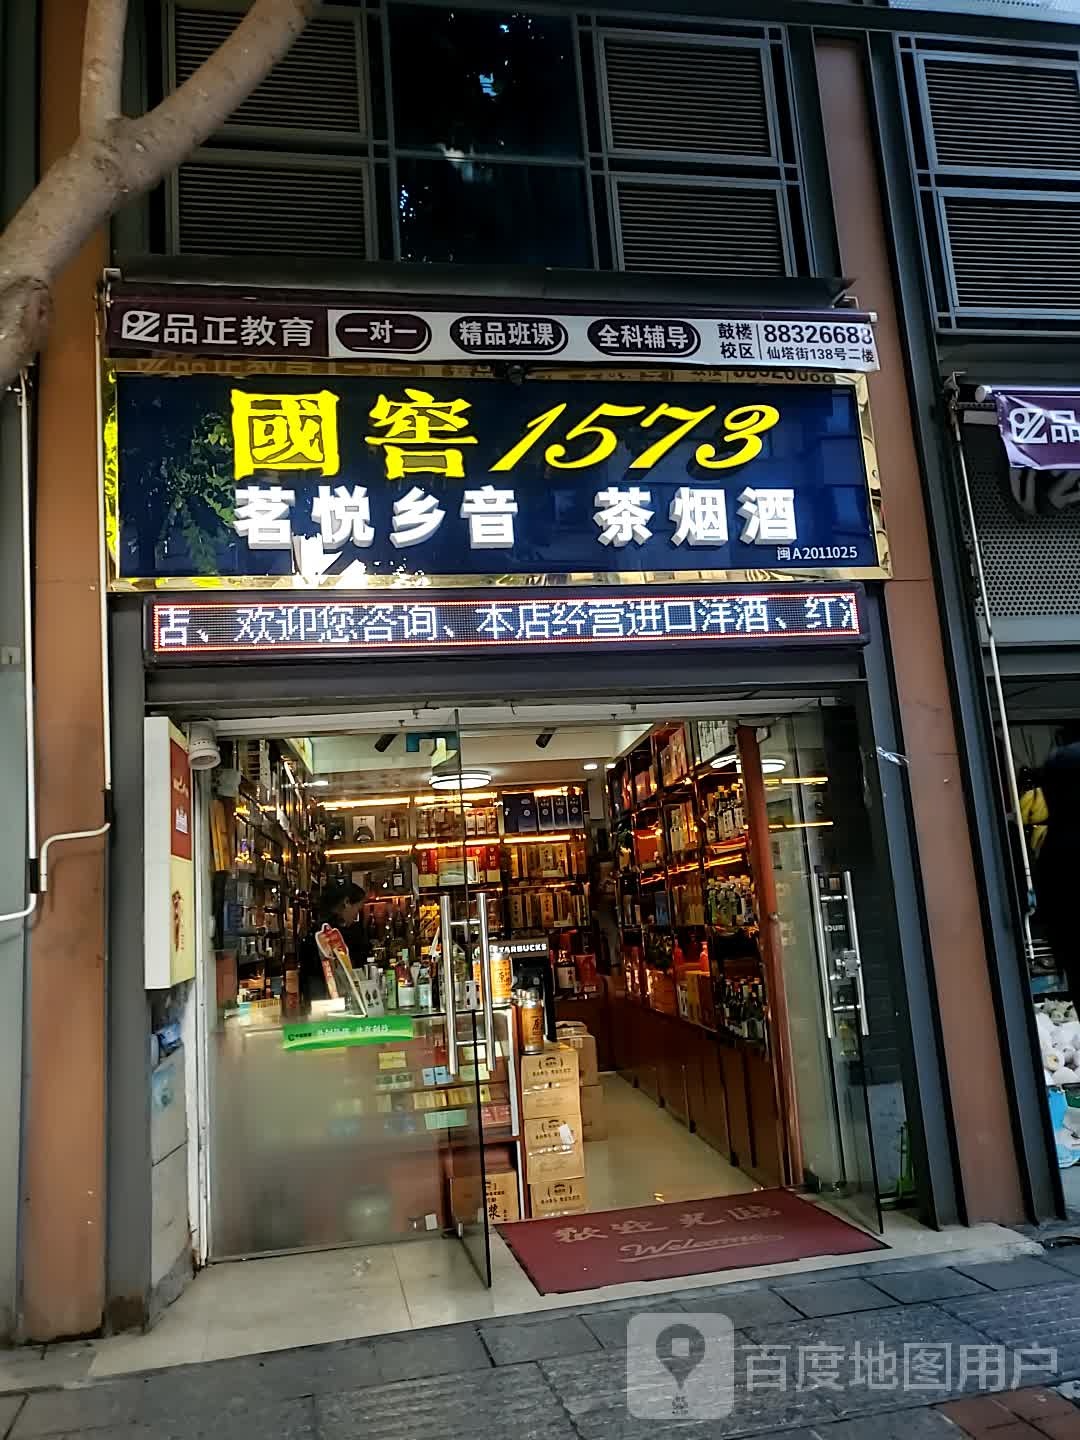 品正教育 一对一 精品班课 全科辅导 鼓楼校区 88326688
仙塔街138号二楼
國窖1573
茗悦乡音 茶烟酒
闽A2011025
店、欢迎您咨询、本店经营进口洋酒、红酒
品
STARBUCKS
歡迎光臨
Welcome
百度地图用户